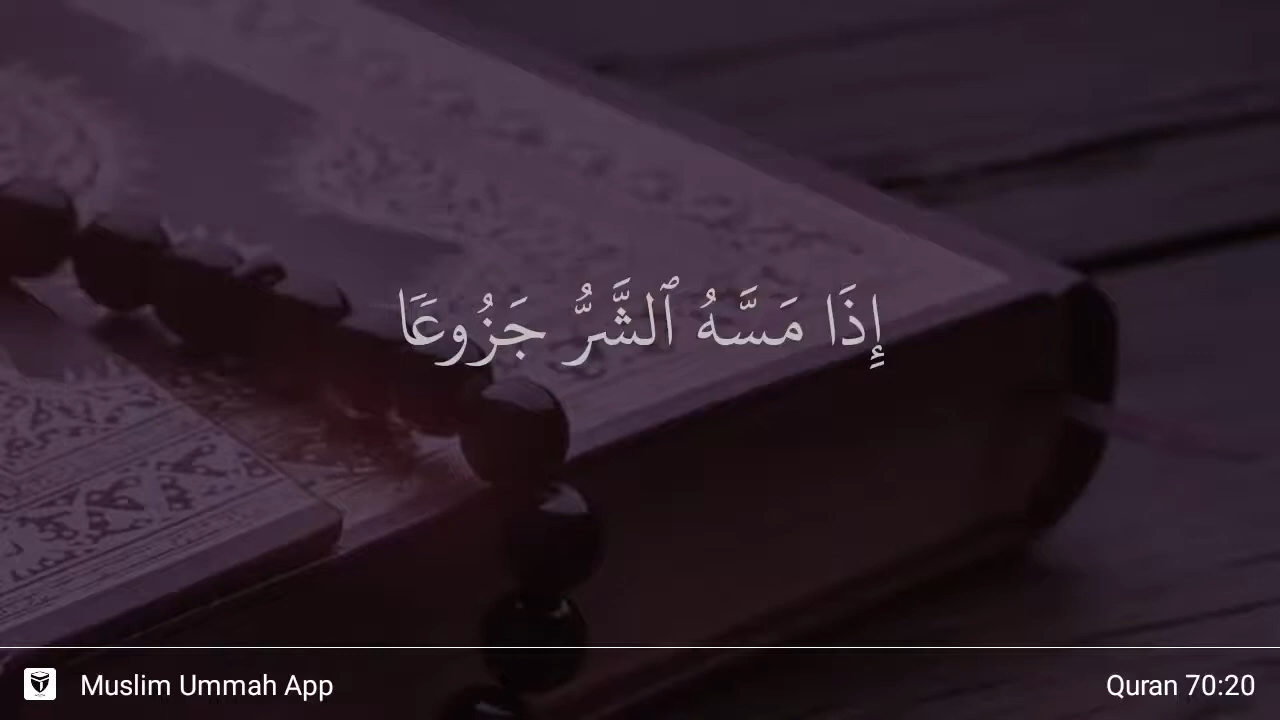 إِذَا مَسَّهُ ٱلشَّرُّ جَزُوعًَا
Muslim Ummah App
Quran 70:20